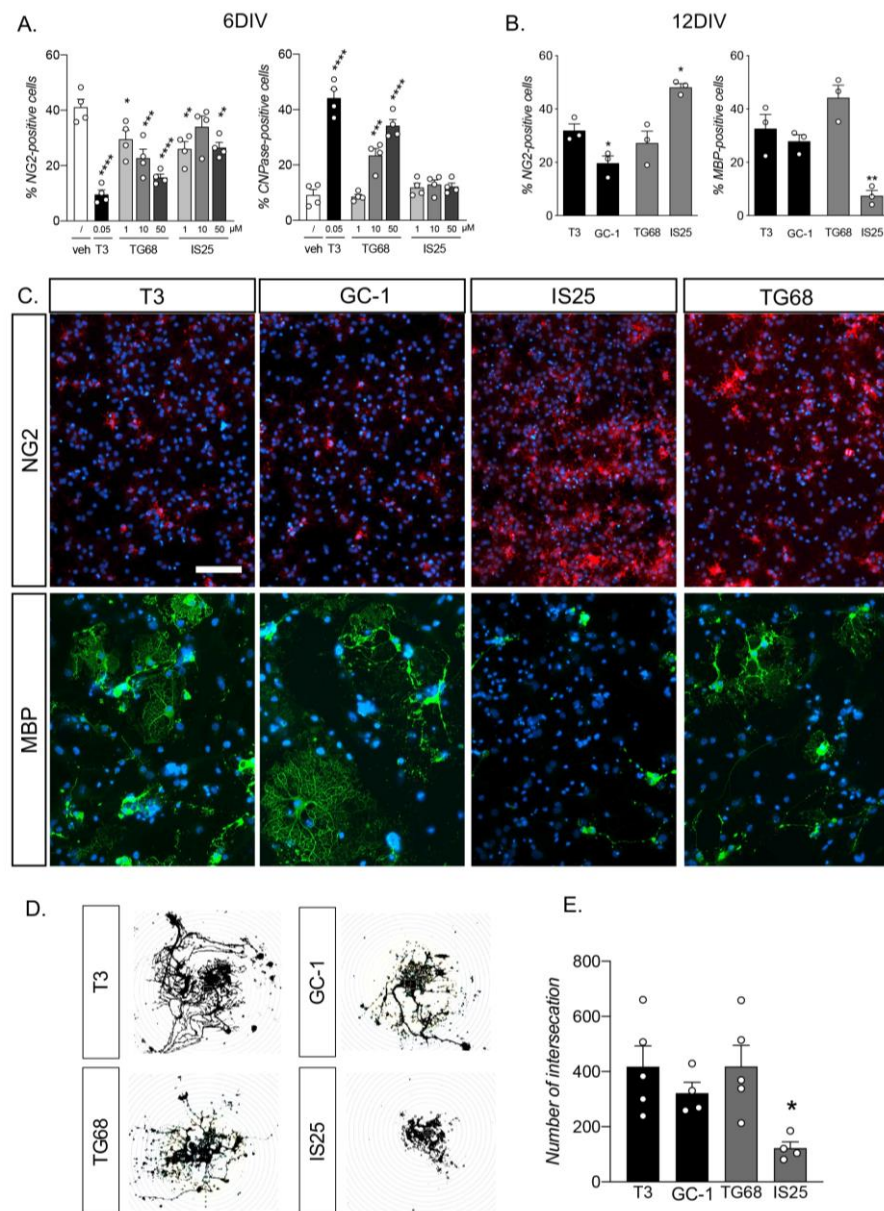 A.
6DIV
B.
12DIV
% NG2-positive cells
60
40
20
0
* **** * *** **** ** **
/ 0.05 1 10 50 1 10 50 µM
veh T3 TG68 IS25
% CNPase-positive cells
60
40
20
0
**** *** ****
/ 0.05 1 10 50 1 10 50 µM
veh T3 TG68 IS25
% NG2-positive cells
60
40
20
0
* *
T3 GC-1 TG68 IS25
% MBP-positive cells
60
40
20
0
**
T3 GC-1 TG68 IS25
C.
T3 GC-1 IS25 TG68
NG2
MBP
D.
T3
GC-1
TG68
IS25
E.
Number of intersecation
800
600
400
200
0
*
T3 GC-1 TG68 IS25